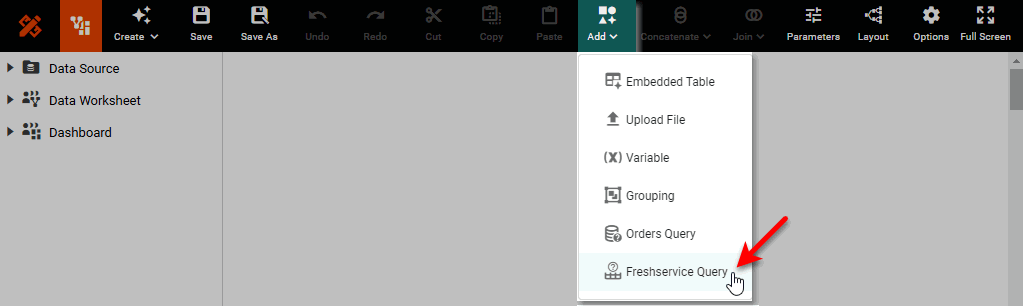 Create Save Save As Undo Redo Cut Copy Paste Add Concatenate Join Parameters Layout Options Full Screen
Data Source
Data Worksheet
Dashboard
Embedded Table
Upload File
(x) Variable
Grouping
Orders Query
Freshservice Query